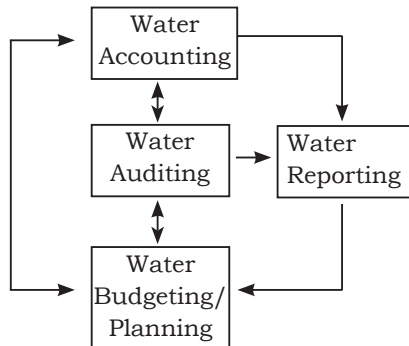 Water
Accounting
Water
Auditing
Water
Reporting
Water
Budgeting/
Planning